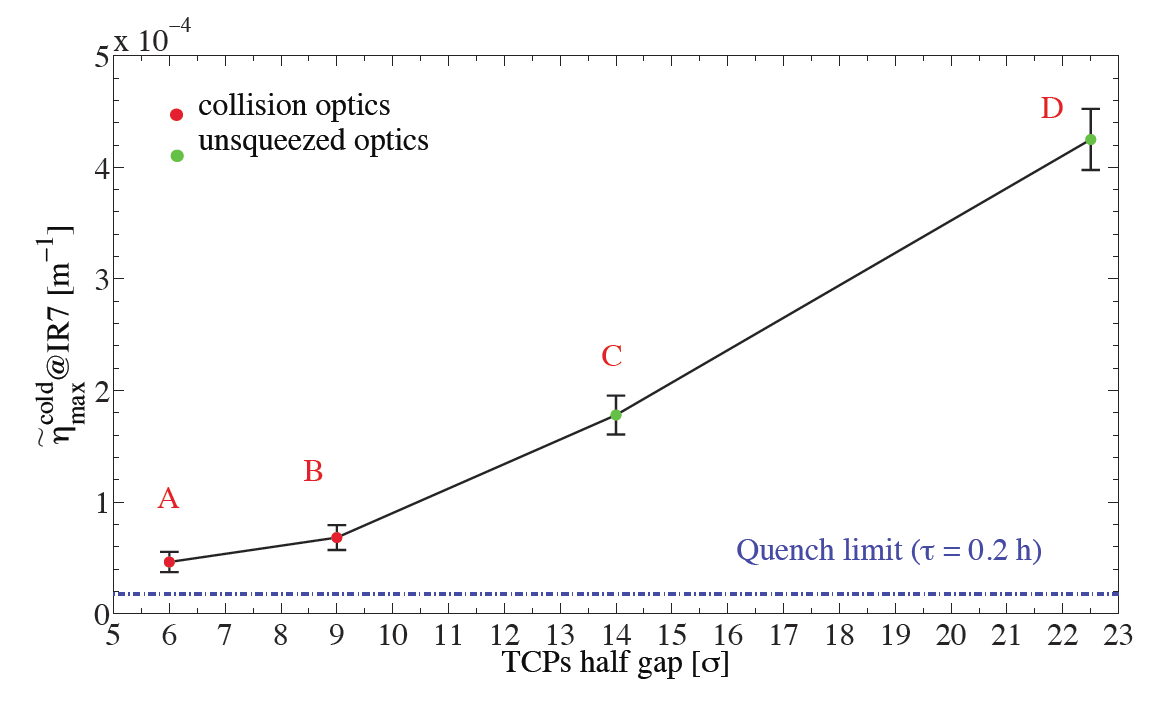 x 10⁻⁴
5
collision optics
D
unsqueezed optics
4
3
C
2
B
A
1
Quench limit (τ = 0.2 h)
0
η̃ᶜᵒˡᵈₘₐₓ@IR7 [m⁻¹]
5 6 7 8 9 10 11 12 13 14 15 16 17 18 19 20 21 22 23
TCPs half gap [σ]